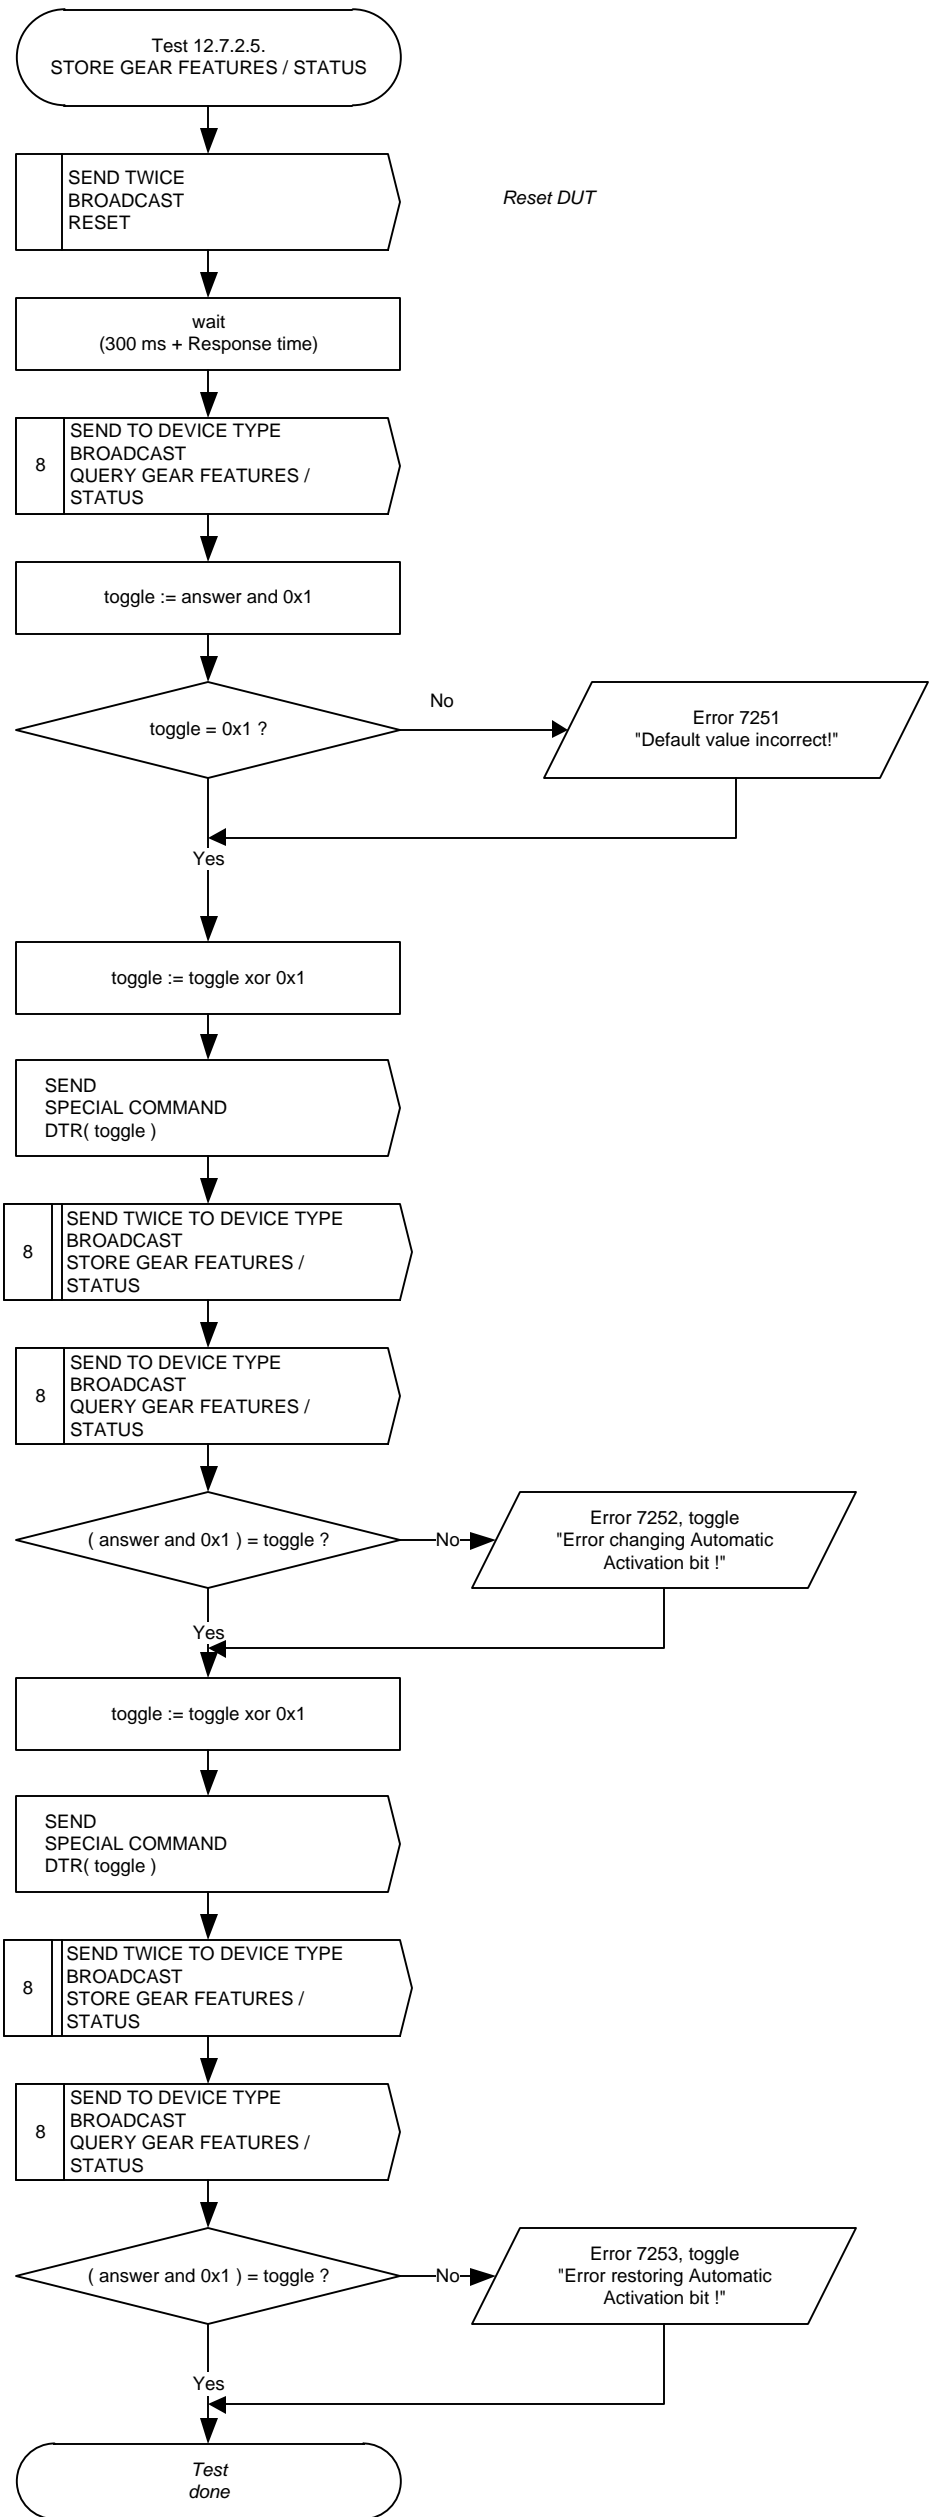 Test 12.7.2.5.
STORE GEAR FEATURES / STATUS
SEND TWICE
BROADCAST
RESET
Reset DUT
wait
(300 ms + Response time)
8
SEND TO DEVICE TYPE
BROADCAST
QUERY GEAR FEATURES /
STATUS
toggle := answer and 0x1
toggle = 0x1 ?
No
Error 7251
"Default value incorrect!"
Yes
toggle := toggle xor 0x1
SEND
SPECIAL COMMAND
DTR( toggle )
8
SEND TWICE TO DEVICE TYPE
BROADCAST
STORE GEAR FEATURES /
STATUS
8
SEND TO DEVICE TYPE
BROADCAST
QUERY GEAR FEATURES /
STATUS
( answer and 0x1 ) = toggle ?
No
Error 7252, toggle
"Error changing Automatic
Activation bit !"
Yes
toggle := toggle xor 0x1
SEND
SPECIAL COMMAND
DTR( toggle )
8
SEND TWICE TO DEVICE TYPE
BROADCAST
STORE GEAR FEATURES /
STATUS
8
SEND TO DEVICE TYPE
BROADCAST
QUERY GEAR FEATURES /
STATUS
( answer and 0x1 ) = toggle ?
No
Error 7253, toggle
"Error restoring Automatic
Activation bit !"
Yes
Test
done